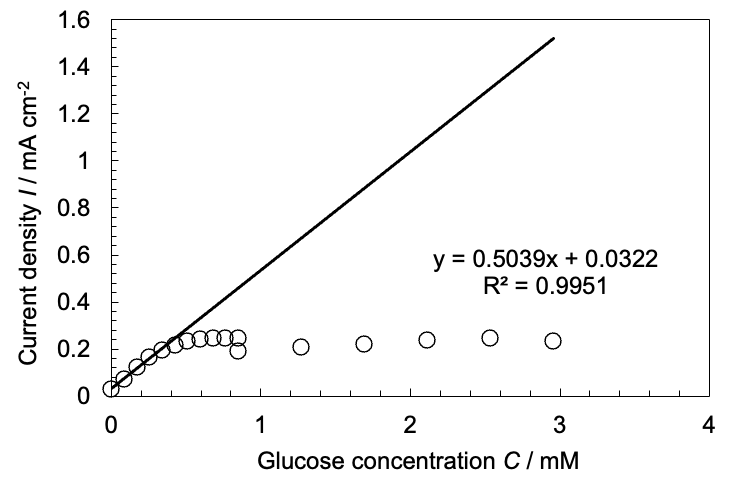 Current density I / mA cm⁻²
1.6
1.4
1.2
1
0.8
0.6
0.4
0.2
0
y = 0.5039x + 0.0322
R² = 0.9951
0 1 2 3 4
Glucose concentration C / mM